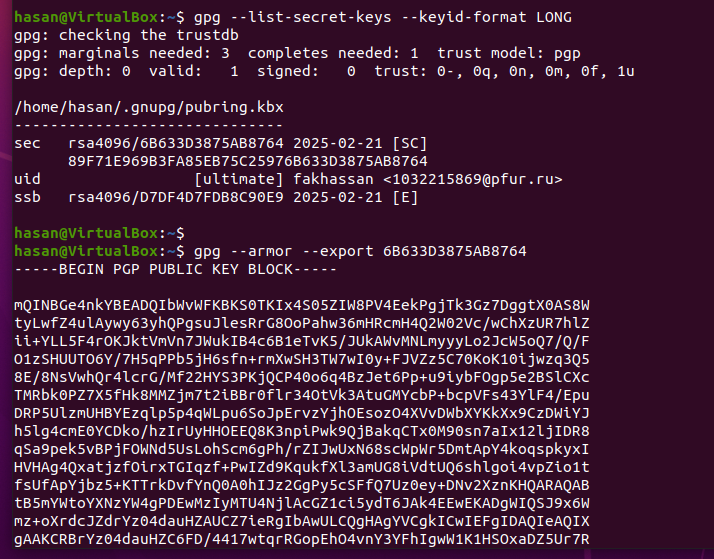 hasan@VirtualBox:~$ gpg --list-secret-keys --keyid-format LONG
gpg: checking the trustdb
gpg: marginals needed: 3  completes needed: 1  trust model: pgp
gpg: depth: 0  valid:   1  signed:   0  trust: 0-, 0q, 0n, 0m, 0f, 1u
/home/hasan/.gnupg/pubring.kbx
------------------------------
sec   rsa4096/6B633D3875AB8764 2025-02-21 [SC]
      89F71E969B3FA85EB75C25976B633D3875AB8764
uid                 [ultimate] fakhassan <1032215869@pfur.ru>
ssb   rsa4096/D7DF4D7FDB8C90E9 2025-02-21 [E]
hasan@VirtualBox:~$
hasan@VirtualBox:~$ gpg --armor --export 6B633D3875AB8764
-----BEGIN PGP PUBLIC KEY BLOCK-----
mQINBGe4nkYBEADQIbWvWFKBKS0TKIx4S05ZIW8PV4EekPgjTk3Gz7DggtX0AS8W
tyLwfZ4ulAywy63yhQPgsuJlesRrG8OoPahw36mHRcmH4Q2W02Vc/wChXzUR7hlZ
ii+YLL5F4rOKJktVmVn7JWukIB4c6B1eTvK5/JUkAWvMNLmyyyLo2JcW5oQ7/Q/F
O1zSHUUTO6Y/7H5qPPb5jH6sfn+rmXwSH3TW7wI0y+FJVZz5C70KoK10ijwzq3Q5
8E/8NsVwhQr4lcrG/Mf22HYS3PKjQCP40o6q4BzJet6Pp+u9iybFOgp5e2BSlCXc
TMRbk0PZ7X5fHk8MMZjm7t2iBBr0flr34OtVk3AtuGMYcbP+bcpVFs43YlF4/Epu
DRP5UlzmUHBYEzqlp5p4qWLpu6SoJpErvzYjhOEsozO4XVvDWbXYKkXx9CzDWiYJ
h5lg4cmE0YCDko/hzIrUyHHOEEQ8K3npiPwk9QjBakqCTx0M90sn7aIx12ljIDR8
qSa9pek5vBPjFOWNd5UsLohScm6gPh/rZIJwUxN68scWpWr5DmtApY4koqspkyxI
HVHAg4QxatjzfOirxTGIqzf+PwIZd9KqukfXl3amUG8iVdtUQ6shlgoi4vpZio1t
fsUfApYjbz5+KTTrkDvfYnQ0A0hIJz2GgPy5cSFfQ7Uz0ey+DNv2XznKHQARAQAB
tB5mYWtoYXNzYW4gPDEwMzIyMTU4NjlAcGZ1ci5ydT6JAk4EEwEKADgWIQSJ9x6W
mz+oXrdcJZdrYz04dauHZAUCZ7ieRgIbAwULCQgHAgYVCgkICwIEFgIDAQIeAQIX
gAAKCRBrYz04dauHZC6FD/4417wtqrRGopEhO4vnY3YFhIgwW1K1HSOxaDZ5Ur7R